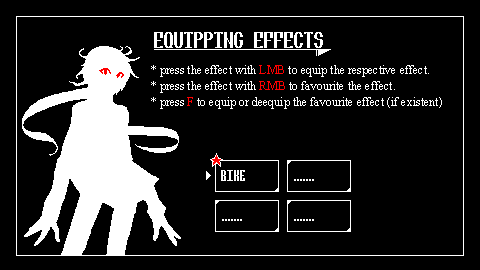 EQUIPPING EFFECTS
* press the effect with LMB to equip the respective effect.
* press the effect with RMB to favourite the effect.
* press F to equip or deequip the favourite effect (if existent)
BIKE
.......
.......
.......